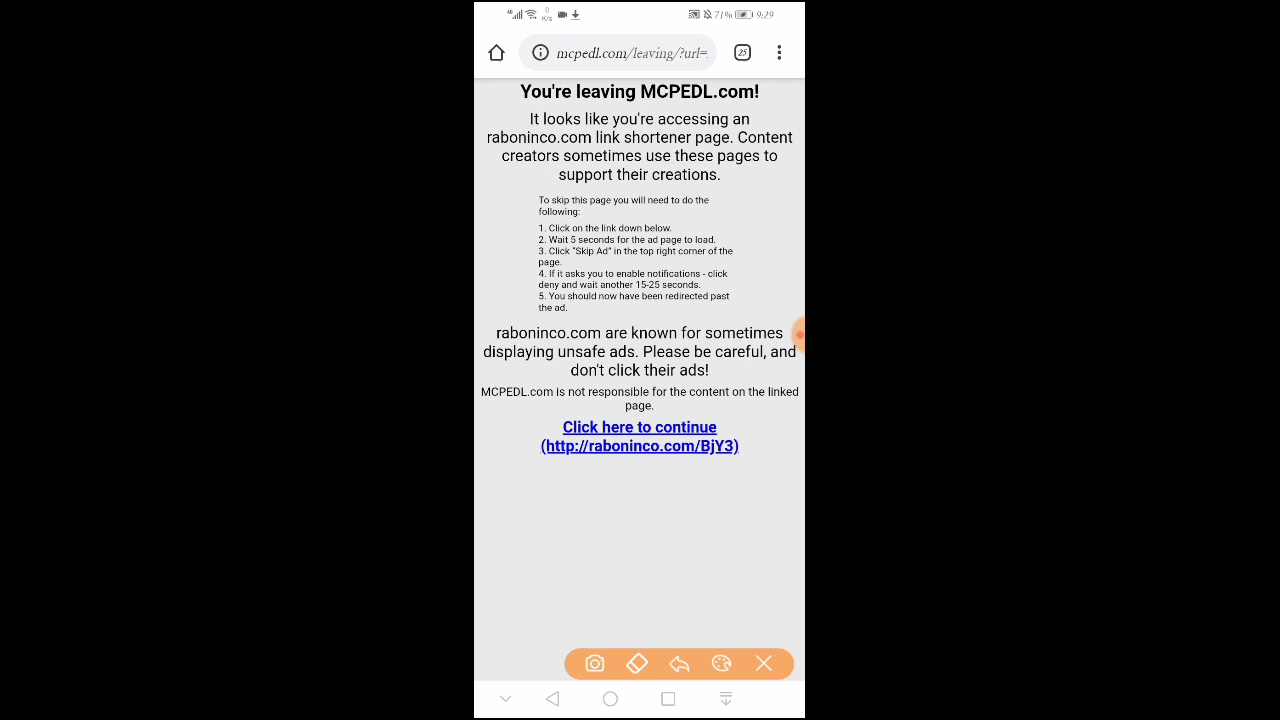 4G
0
K/s
71%
9:29
mcpedl.com/leaving/?url=
25
You're leaving MCPEDL.com!
It looks like you're accessing an
raboninco.com link shortener page. Content
creators sometimes use these pages to
support their creations.
To skip this page you will need to do the
following:
1. Click on the link down below.
2. Wait 5 seconds for the ad page to load.
3. Click "Skip Ad" in the top right corner of the
page.
4. If it asks you to enable notifications - click
deny and wait another 15-25 seconds.
5. You should now have been redirected past
the ad.
raboninco.com are known for sometimes
displaying unsafe ads. Please be careful, and
don't click their ads!
MCPEDL.com is not responsible for the content on the linked
page.
Click here to continue
(http://raboninco.com/BjY3)